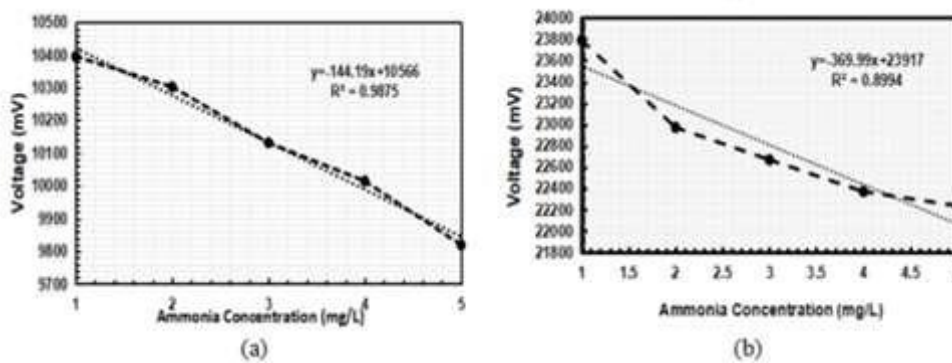 10500
10400
10300
10200
10100
10000
9900
9800
9700
Voltage (mV)
y=-144.19x+10566
R² = 0.9875
1 2 3 4 5
Ammonia Concentration (mg/L)
(a)
24000
23800
23600
23400
23200
23000
22800
22600
22400
22200
22000
21800
Voltage (mV)
y=-369.99x+23917
R² = 0.8994
1 1.5 2 2.5 3 3.5 4 4.5
Ammonia Concentration (mg/L)
(b)